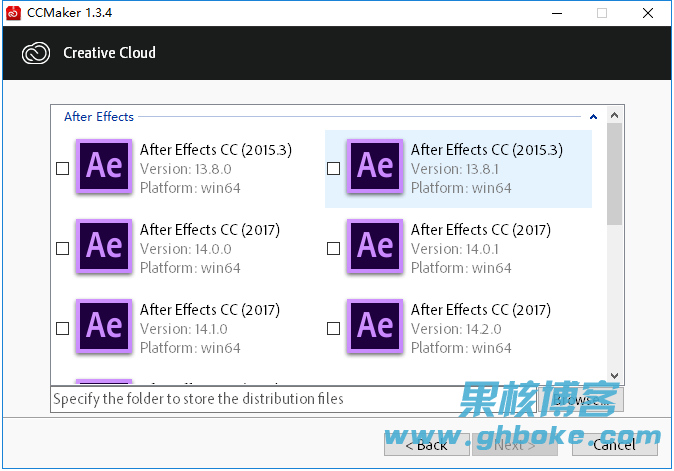 CCMaker 1.3.4
Creative Cloud
After Effects
Ae
After Effects CC (2015.3)
Version: 13.8.0
Platform: win64
Ae
After Effects CC (2015.3)
Version: 13.8.1
Platform: win64
Ae
After Effects CC (2017)
Version: 14.0.0
Platform: win64
Ae
After Effects CC (2017)
Version: 14.0.1
Platform: win64
Ae
After Effects CC (2017)
Version: 14.1.0
Platform: win64
Ae
After Effects CC (2017)
Version: 14.2.0
Platform: win64
Specify the folder to store the distribution files
Browse...
果核博客
www.ghboke.com
< Back
Next >
Cancel